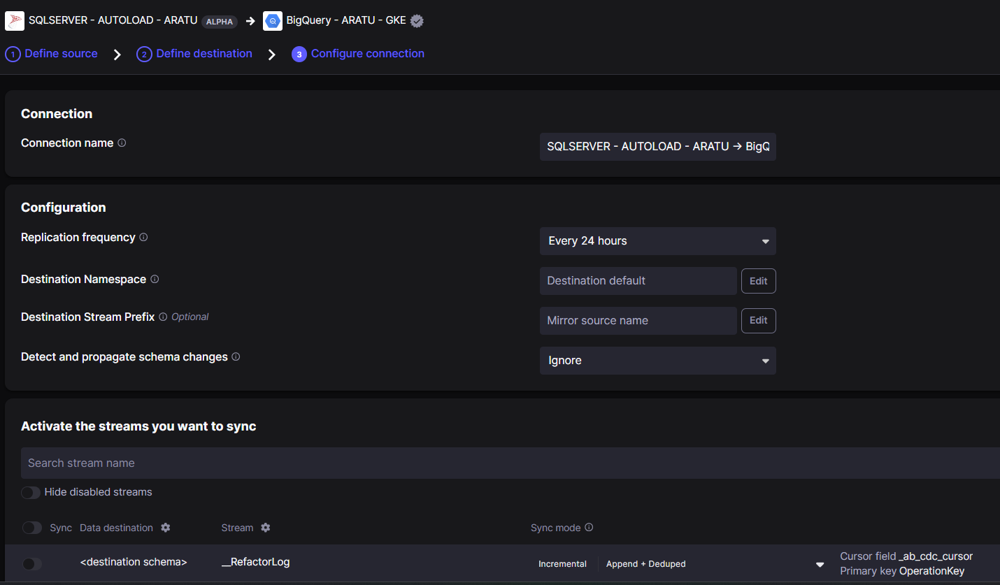 SQLSERVER - AUTOLOAD - ARATU ALPHA BigQuery - ARATU - GKE
1 Define source 2 Define destination 3 Configure connection
Connection
Connection name SQLSERVER - AUTOLOAD - ARATU → BigQ
Configuration
Replication frequency Every 24 hours
Destination Namespace Destination default Edit
Destination Stream Prefix Optional Mirror source name Edit
Detect and propagate schema changes Ignore
Activate the streams you want to sync
Search stream name
Hide disabled streams
Sync Data destination Stream Sync mode
<destination schema> __RefactorLog Incremental Append + Deduped Cursor field _ab_cdc_cursor
Primary key OperationKey